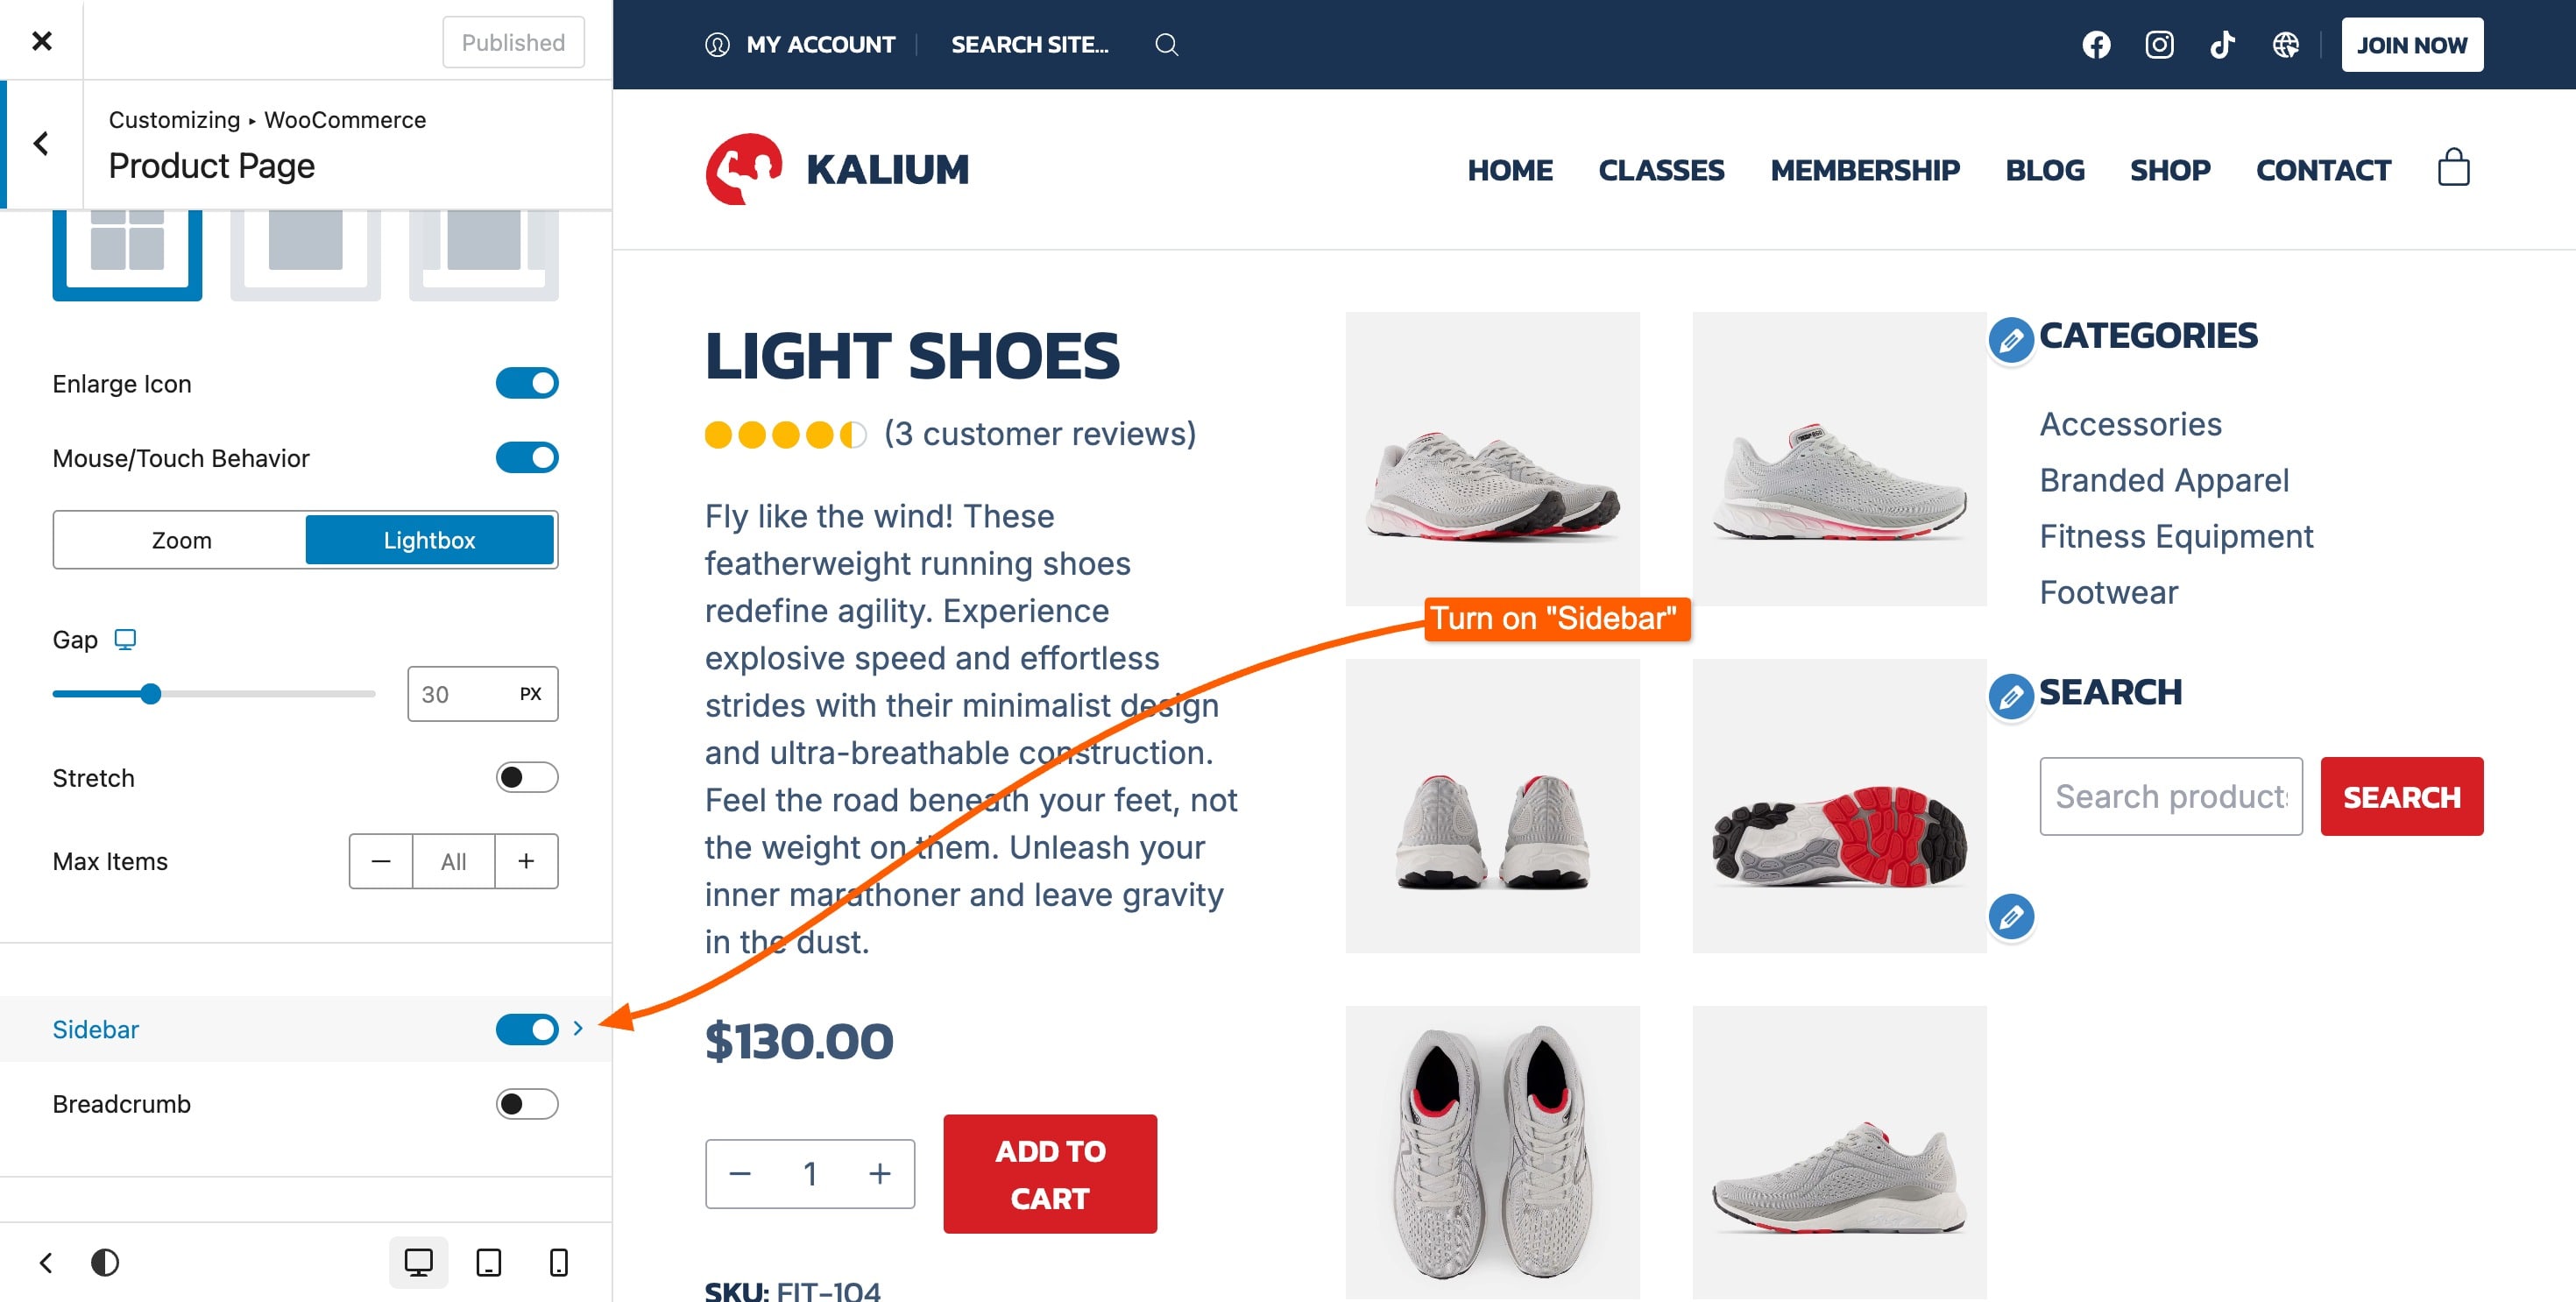 Published
Customizing ▸ WooCommerce
Product Page
Enlarge Icon
Mouse/Touch Behavior
Zoom
Lightbox
Gap
30
PX
Stretch
Max Items
All
Sidebar
Breadcrumb
MY ACCOUNT
SEARCH SITE...
JOIN NOW
KALIUM
HOME
CLASSES
MEMBERSHIP
BLOG
SHOP
CONTACT
LIGHT SHOES
(3 customer reviews)
Fly like the wind! These
featherweight running shoes
redefine agility. Experience
explosive speed and effortless
strides with their minimalist design
and ultra-breathable construction.
Feel the road beneath your feet, not
the weight on them. Unleash your
inner marathoner and leave gravity
in the dust.
$130.00
1
ADD TO
CART
SKU: FIT-104
Turn on "Sidebar"
CATEGORIES
Accessories
Branded Apparel
Fitness Equipment
Footwear
SEARCH
Search products
SEARCH